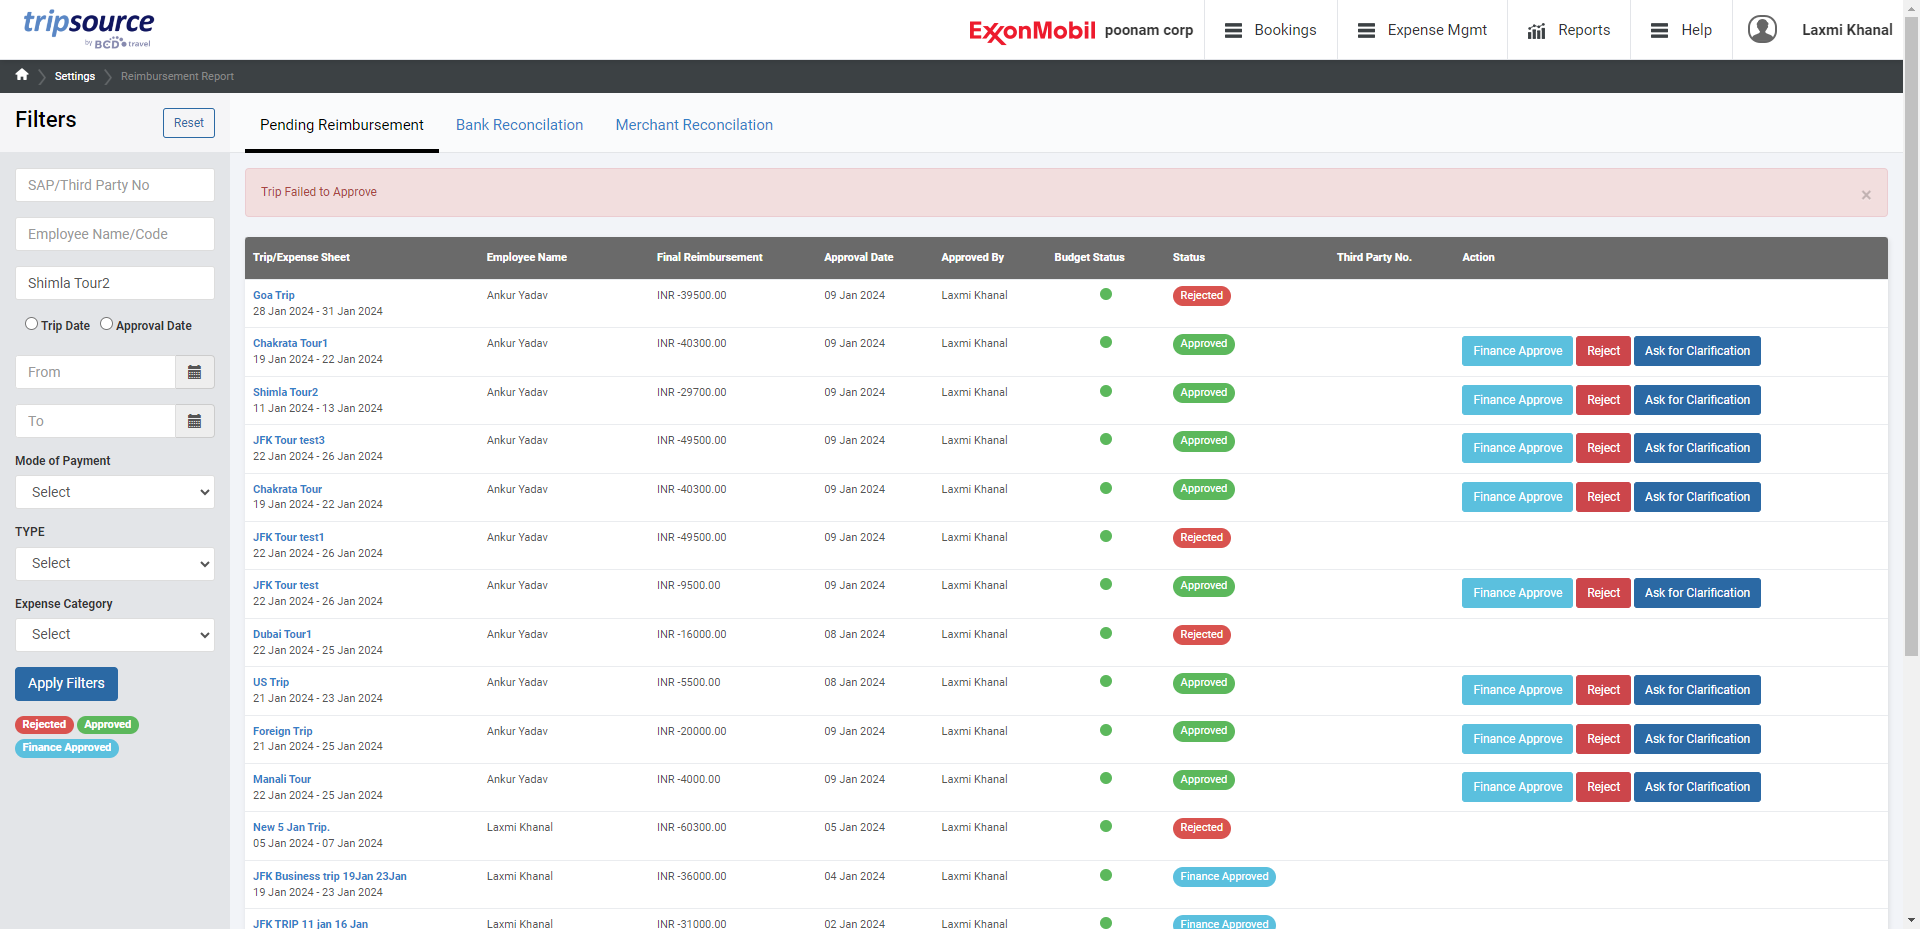 tripsource
by BCD travel
ExxonMobil poonam corp
Bookings
Expense Mgmt
Reports
Help
Laxmi Khanal
Settings
Reimbursement Report
Filters
Reset
SAP/Third Party No
Employee Name/Code
Shimla Tour2
Trip Date
Approval Date
From
To
Mode of Payment
Select
TYPE
Select
Expense Category
Select
Apply Filters
Rejected Approved
Finance Approved
Pending Reimbursement Bank Reconcilation Merchant Reconcilation
Trip Failed to Approve ×
Trip/Expense Sheet Employee Name Final Reimbursement Approval Date Approved By Budget Status Status Third Party No. Action
Goa Trip Ankur Yadav INR -39500.00 09 Jan 2024 Laxmi Khanal Rejected
28 Jan 2024 - 31 Jan 2024
Chakrata Tour1 Ankur Yadav INR -40300.00 09 Jan 2024 Laxmi Khanal Approved Finance Approve Reject Ask for Clarification
19 Jan 2024 - 22 Jan 2024
Shimla Tour2 Ankur Yadav INR -29700.00 09 Jan 2024 Laxmi Khanal Approved Finance Approve Reject Ask for Clarification
11 Jan 2024 - 13 Jan 2024
JFK Tour test3 Ankur Yadav INR -49500.00 09 Jan 2024 Laxmi Khanal Approved Finance Approve Reject Ask for Clarification
22 Jan 2024 - 26 Jan 2024
Chakrata Tour Ankur Yadav INR -40300.00 09 Jan 2024 Laxmi Khanal Approved Finance Approve Reject Ask for Clarification
19 Jan 2024 - 22 Jan 2024
JFK Tour test1 Ankur Yadav INR -49500.00 09 Jan 2024 Laxmi Khanal Rejected
22 Jan 2024 - 26 Jan 2024
JFK Tour test Ankur Yadav INR -9500.00 09 Jan 2024 Laxmi Khanal Approved Finance Approve Reject Ask for Clarification
22 Jan 2024 - 26 Jan 2024
Dubai Tour1 Ankur Yadav INR -16000.00 08 Jan 2024 Laxmi Khanal Rejected
22 Jan 2024 - 25 Jan 2024
US Trip Ankur Yadav INR -5500.00 08 Jan 2024 Laxmi Khanal Approved Finance Approve Reject Ask for Clarification
21 Jan 2024 - 23 Jan 2024
Foreign Trip Ankur Yadav INR -20000.00 09 Jan 2024 Laxmi Khanal Approved Finance Approve Reject Ask for Clarification
21 Jan 2024 - 25 Jan 2024
Manali Tour Ankur Yadav INR -4000.00 09 Jan 2024 Laxmi Khanal Approved Finance Approve Reject Ask for Clarification
22 Jan 2024 - 25 Jan 2024
New 5 Jan Trip. Laxmi Khanal INR -60300.00 05 Jan 2024 Laxmi Khanal Rejected
05 Jan 2024 - 07 Jan 2024
JFK Business trip 19Jan 23Jan Laxmi Khanal INR -36000.00 04 Jan 2024 Laxmi Khanal Finance Approved
19 Jan 2024 - 23 Jan 2024
JFK TRIP 11 jan 16 Jan Laxmi Khanal INR -31000.00 02 Jan 2024 Laxmi Khanal Finance Approved